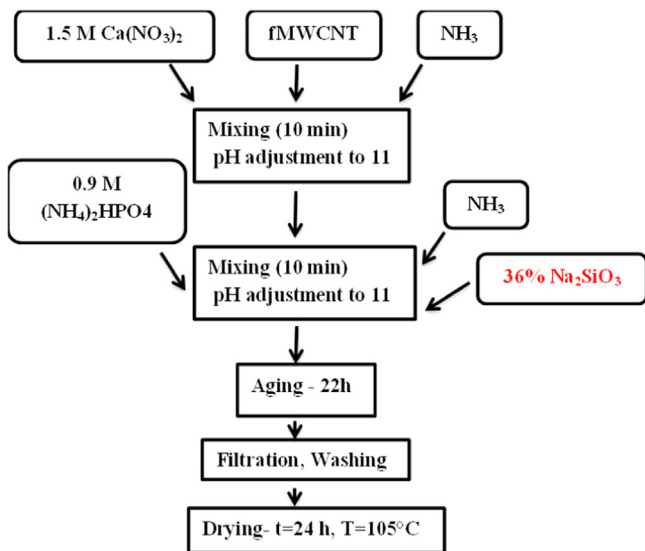 1.5 M Ca(NO₃)₂
fMWCNT
NH₃
Mixing (10 min)
pH adjustment to 11
0.9 M
(NH₄)₂HPO4
NH₃
Mixing (10 min)
pH adjustment to 11
36% Na₂SiO₃
Aging - 22h
Filtration, Washing
Drying- t=24 h, T=105°C